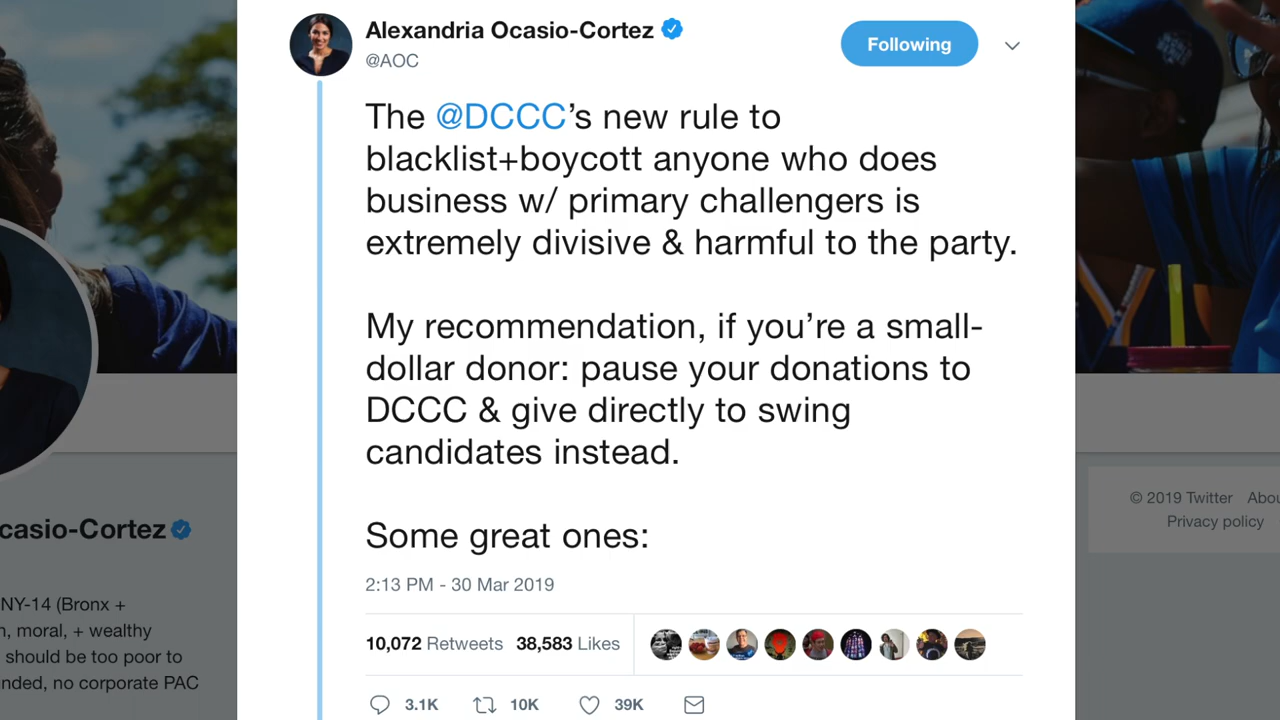 Alexandria Ocasio-Cortez
@AOC
Following
The @DCCC’s new rule to
blacklist+boycott anyone who does
business w/ primary challengers is
extremely divisive & harmful to the party.
My recommendation, if you’re a small-
dollar donor: pause your donations to
DCCC & give directly to swing
candidates instead.
Some great ones:
2:13 PM - 30 Mar 2019
10,072 Retweets 38,583 Likes
3.1K 10K 39K
casio-Cortez
NY-14 (Bronx +
, moral, + wealthy
should be too poor to
nded, no corporate PAC
© 2019 Twitter Abou
Privacy policy